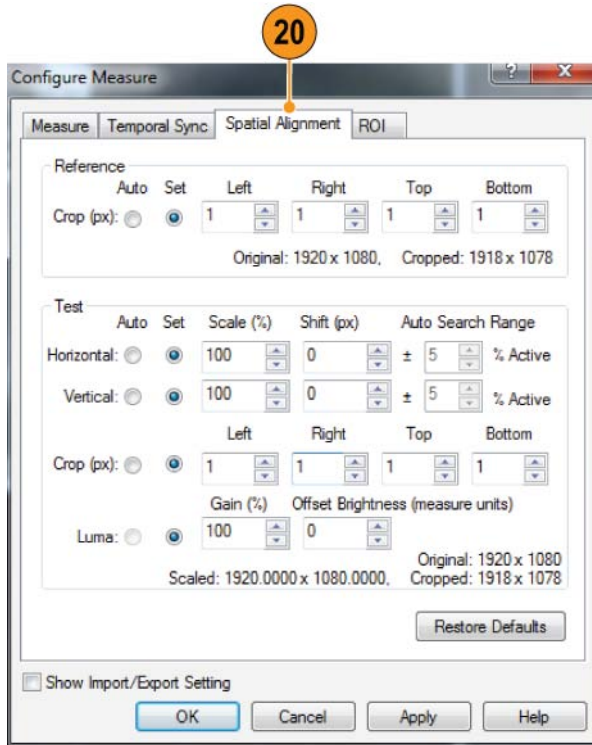 20
Configure Measure
Measure Temporal Sync Spatial Alignment ROI
Reference
Auto Set Left Right Top Bottom
Crop (px): 1 1 1 1
Original: 1920 x 1080, Cropped: 1918 x 1078
Test
Auto Set Scale (%) Shift (px) Auto Search Range
Horizontal: 100 0 ± 5 % Active
Vertical: 100 0 ± 5 % Active
Left Right Top Bottom
Crop (px): 1 1 1 1
Gain (%) Offset Brightness (measure units)
Luma: 100 0
Original: 1920 x 1080
Scaled: 1920.0000 x 1080.0000, Cropped: 1918 x 1078
Restore Defaults
Show Import/Export Setting
OK Cancel Apply Help